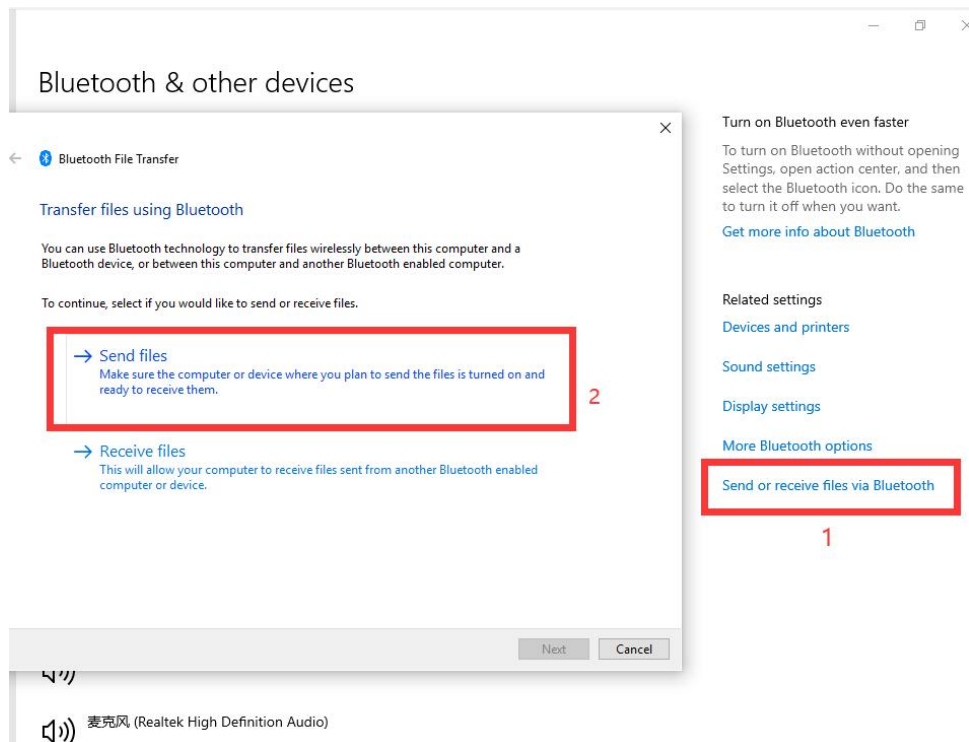 Bluetooth & other devices
Bluetooth File Transfer
Transfer files using Bluetooth
You can use Bluetooth technology to transfer files wirelessly between this computer and a
Bluetooth device, or between this computer and another Bluetooth enabled computer.
To continue, select if you would like to send or receive files.
Send files
Make sure the computer or device where you plan to send the files is turned on and
ready to receive them.
2
Receive files
This will allow your computer to receive files sent from another Bluetooth enabled
computer or device.
Next
Cancel
麦克风 (Realtek High Definition Audio)
Turn on Bluetooth even faster
To turn on Bluetooth without opening
Settings, open action center, and then
select the Bluetooth icon. Do the same
to turn it off when you want.
Get more info about Bluetooth
Related settings
Devices and printers
Sound settings
Display settings
More Bluetooth options
Send or receive files via Bluetooth
1